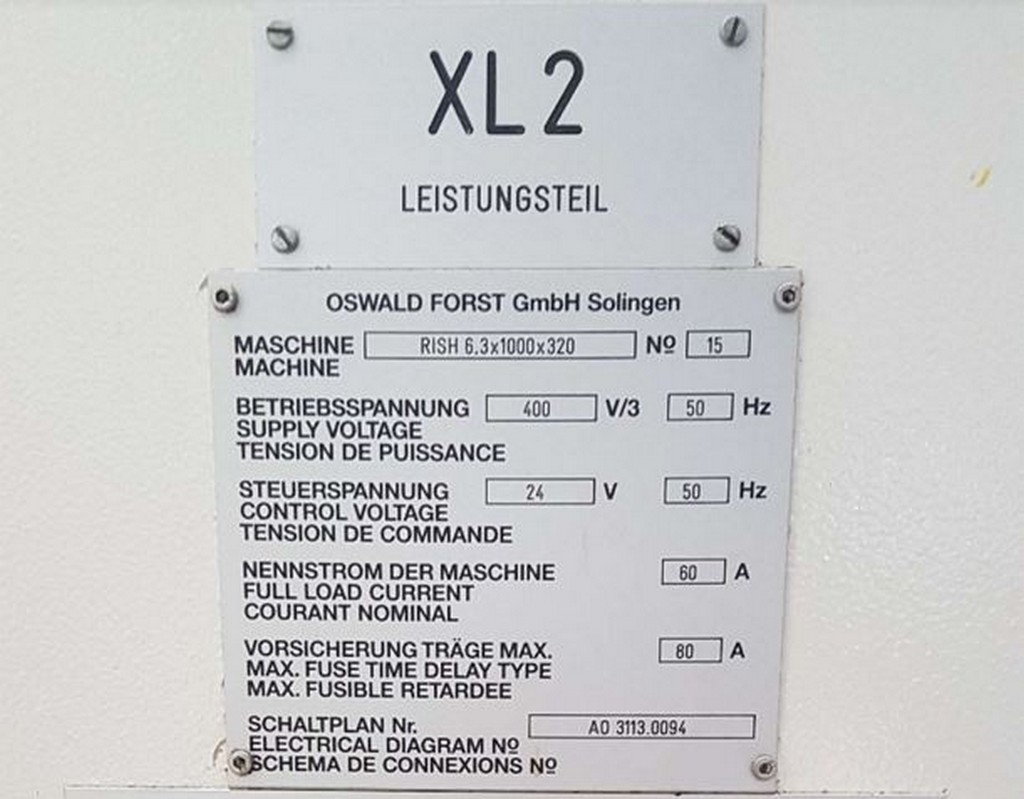 XL2
LEISTUNGSTEIL
OSWALD FORST GmbH Solingen
MASCHINE RISH 6.3x1000x320 Nº 15
MACHINE
BETRIEBSSPANNUNG 400 V/3 50 Hz
SUPPLY VOLTAGE
TENSION DE PUISSANCE
STEUERSPANNUNG 24 V 50 Hz
CONTROL VOLTAGE
TENSION DE COMMANDE
NENNSTROM DER MASCHINE 60 A
FULL LOAD CURRENT
COURANT NOMINAL
VORSICHERUNG TRÄGE MAX. 80 A
MAX. FUSE TIME DELAY TYPE
MAX. FUSIBLE RETARDEE
SCHALTPLAN Nr. AO 3113.0094
ELECTRICAL DIAGRAM Nº
SCHEMA DE CONNEXIONS Nº